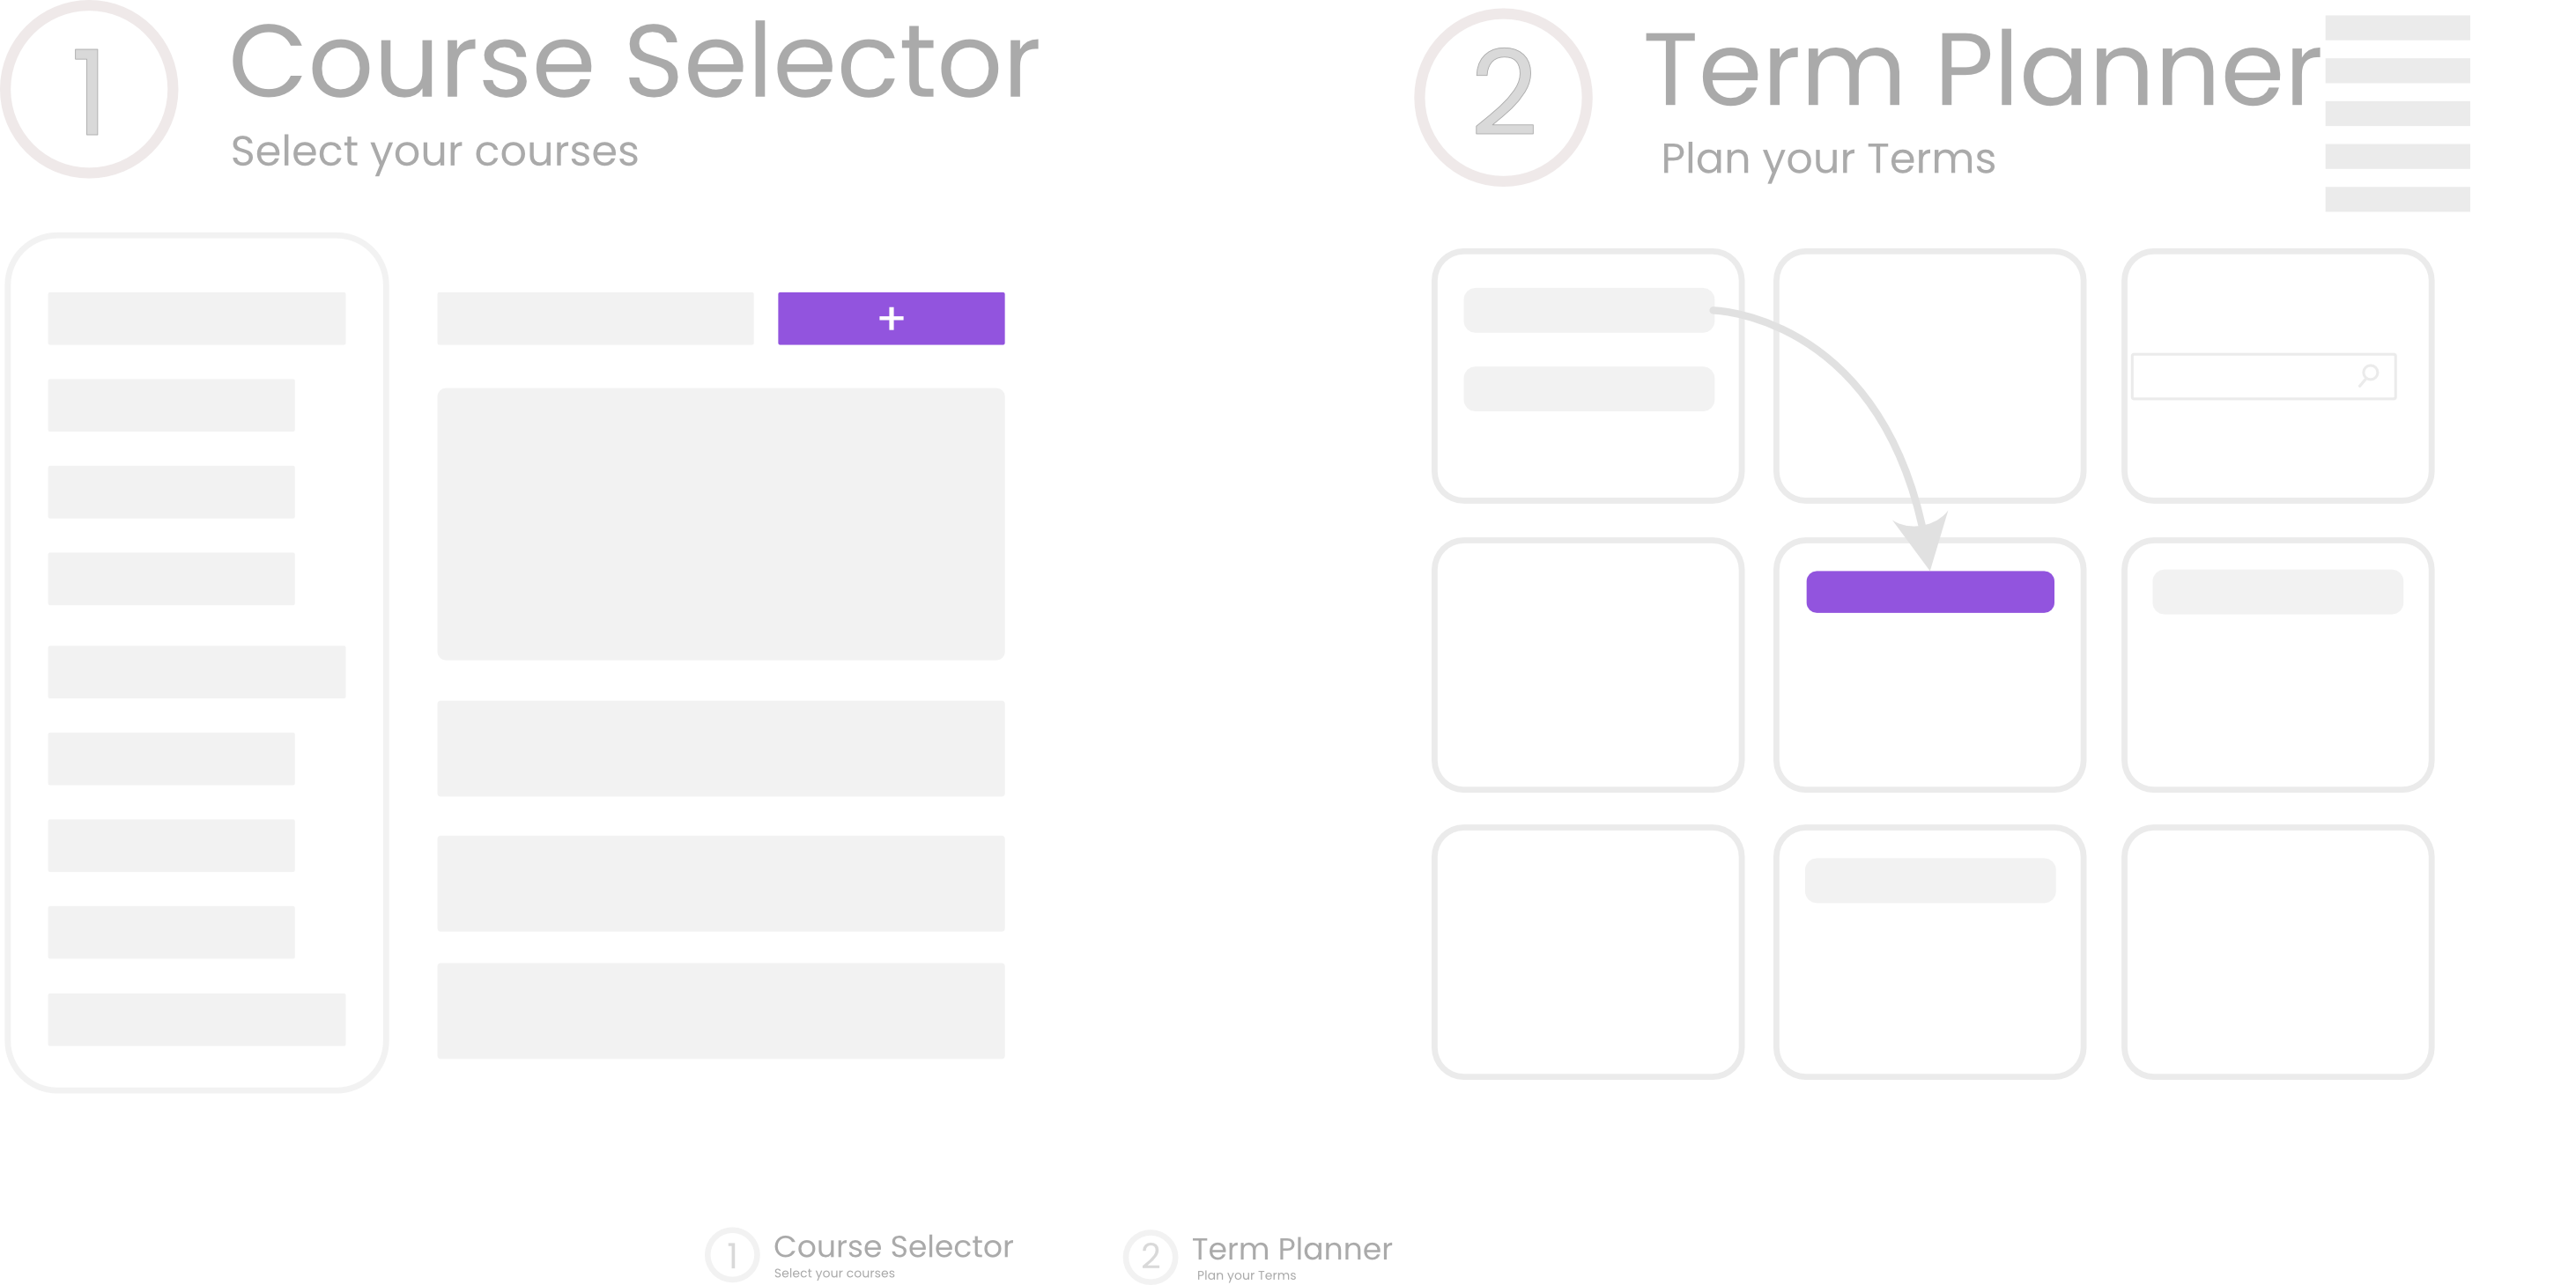 1
Course Selector
Select your courses
+
2
Term Planner
Plan your Terms
1
Course Selector
Select your courses
2
Term Planner
Plan your Terms